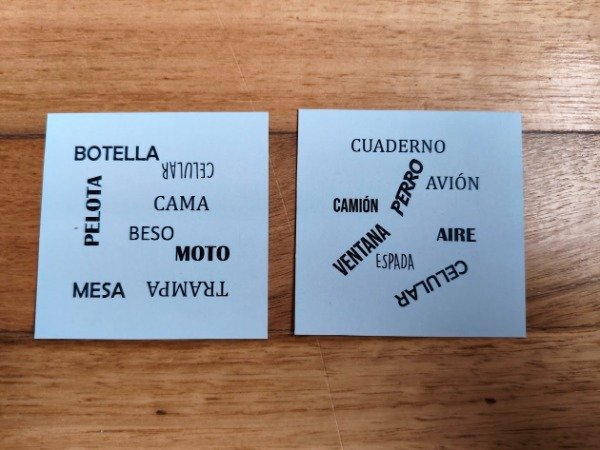 BOTELLA
CELULAR
PELOTA
CAMA
BESO
MOTO
MESA
TRAMPA
CUADERNO
PERRO
AVIÓN
CAMIÓN
VENTANA
AIRE
ESPADA
CELULAR